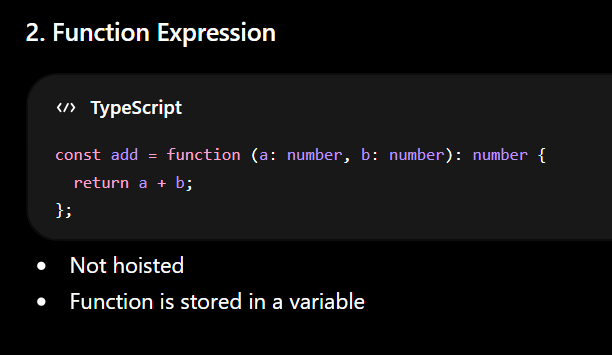 2. Function Expression
</> TypeScript
const add = function (a: number, b: number): number {
  return a + b;
};
• Not hoisted
• Function is stored in a variable